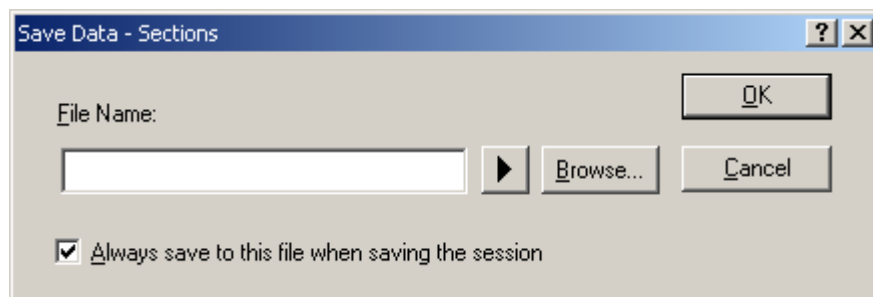 Save Data - Sections
?
OK
File Name:
Browse...
Cancel
Always save to this file when saving the session